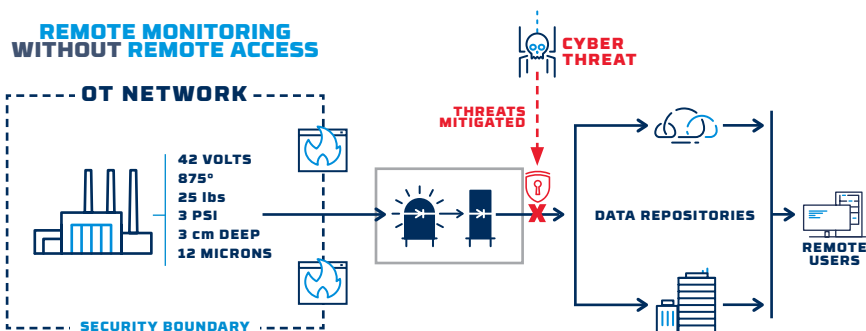 REMOTE MONITORING
WITHOUT REMOTE ACCESS
CYBER
THREAT
OT NETWORK
THREATS
MITIGATED
42 VOLTS
875°
25 lbs
3 PSI
3 cm DEEP
12 MICRONS
DATA REPOSITORIES
REMOTE
USERS
SECURITY BOUNDARY